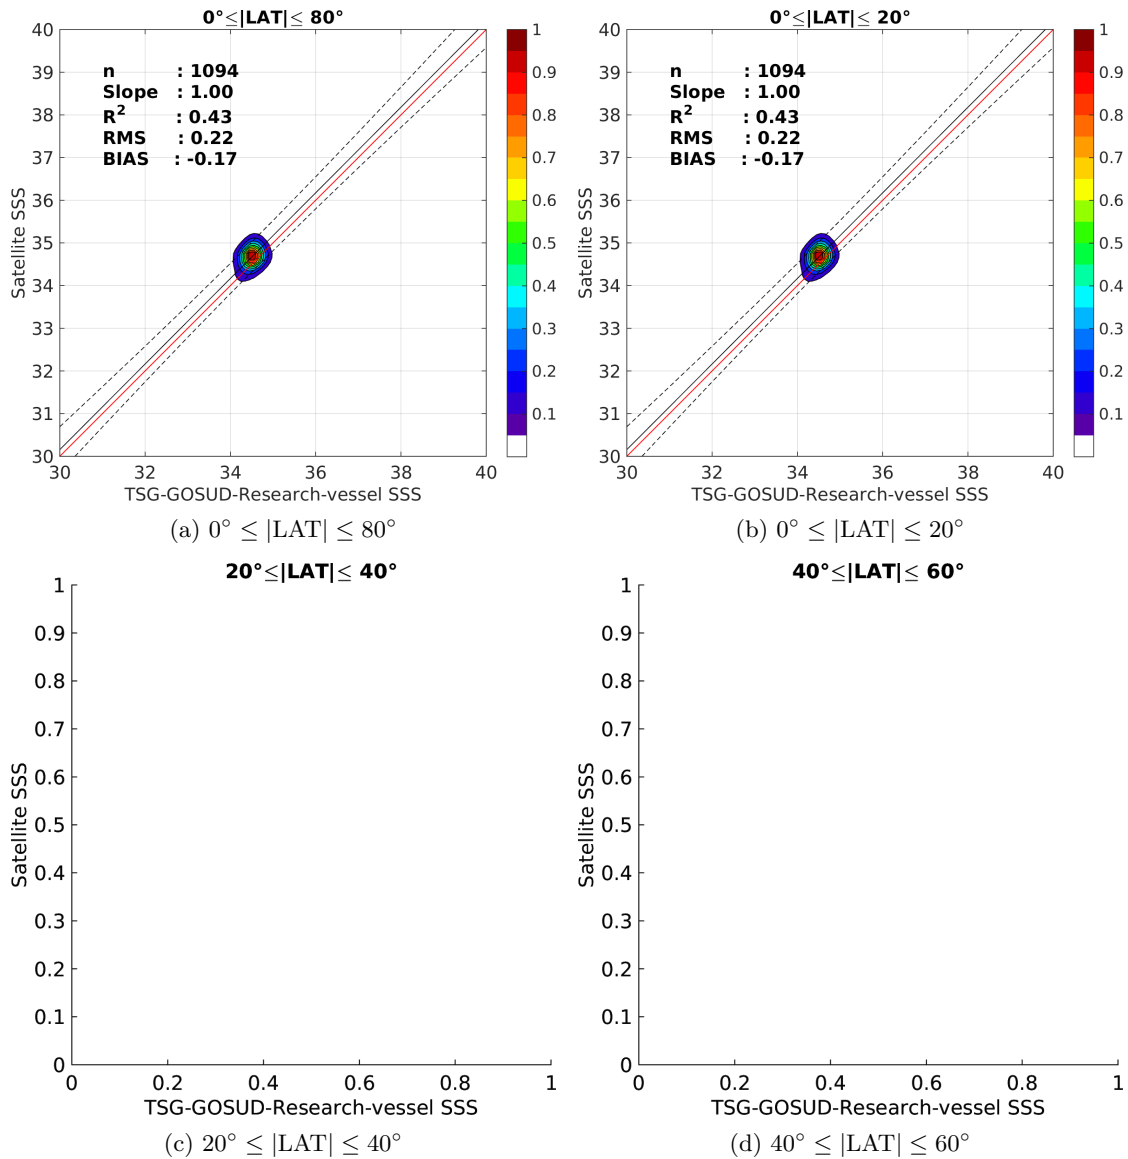 0°≤|LAT|≤ 80°
40
39
38
37
36
35
34
33
32
31
30
Satellite SSS
n : 1094
Slope : 1.00
R² : 0.43
RMS : 0.22
BIAS : -0.17
30 32 34 36 38 40
TSG-GOSUD-Research-vessel SSS
1
0.9
0.8
0.7
0.6
0.5
0.4
0.3
0.2
0.1
(a) 0° ≤ |LAT| ≤ 80°
0°≤|LAT|≤ 20°
40
39
38
37
36
35
34
33
32
31
30
Satellite SSS
n : 1094
Slope : 1.00
R² : 0.43
RMS : 0.22
BIAS : -0.17
30 32 34 36 38 40
TSG-GOSUD-Research-vessel SSS
1
0.9
0.8
0.7
0.6
0.5
0.4
0.3
0.2
0.1
(b) 0° ≤ |LAT| ≤ 20°
20°≤|LAT|≤ 40°
1
0.9
0.8
0.7
0.6
0.5
0.4
0.3
0.2
0.1
0
Satellite SSS
0 0.2 0.4 0.6 0.8 1
TSG-GOSUD-Research-vessel SSS
(c) 20° ≤ |LAT| ≤ 40°
40°≤|LAT|≤ 60°
1
0.9
0.8
0.7
0.6
0.5
0.4
0.3
0.2
0.1
0
Satellite SSS
0 0.2 0.4 0.6 0.8 1
TSG-GOSUD-Research-vessel SSS
(d) 40° ≤ |LAT| ≤ 60°